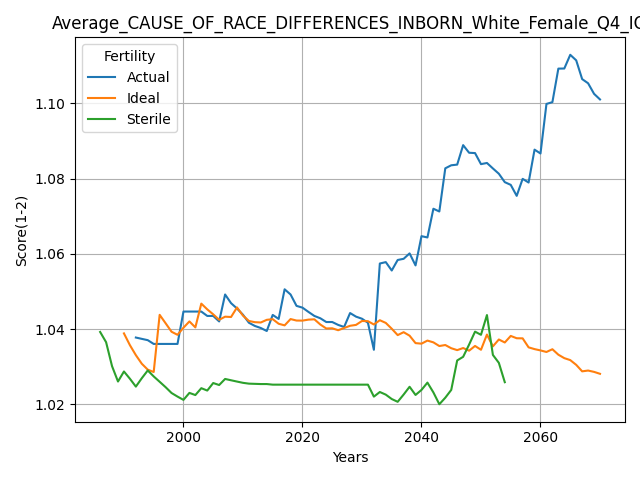 Average_CAUSE_OF_RACE_DIFFERENCES_INBORN_White_Female_Q4_IC
Fertility
Actual
Ideal
Sterile
Score(1-2)
1.10
1.08
1.06
1.04
1.02
2000
2020
2040
2060
Years